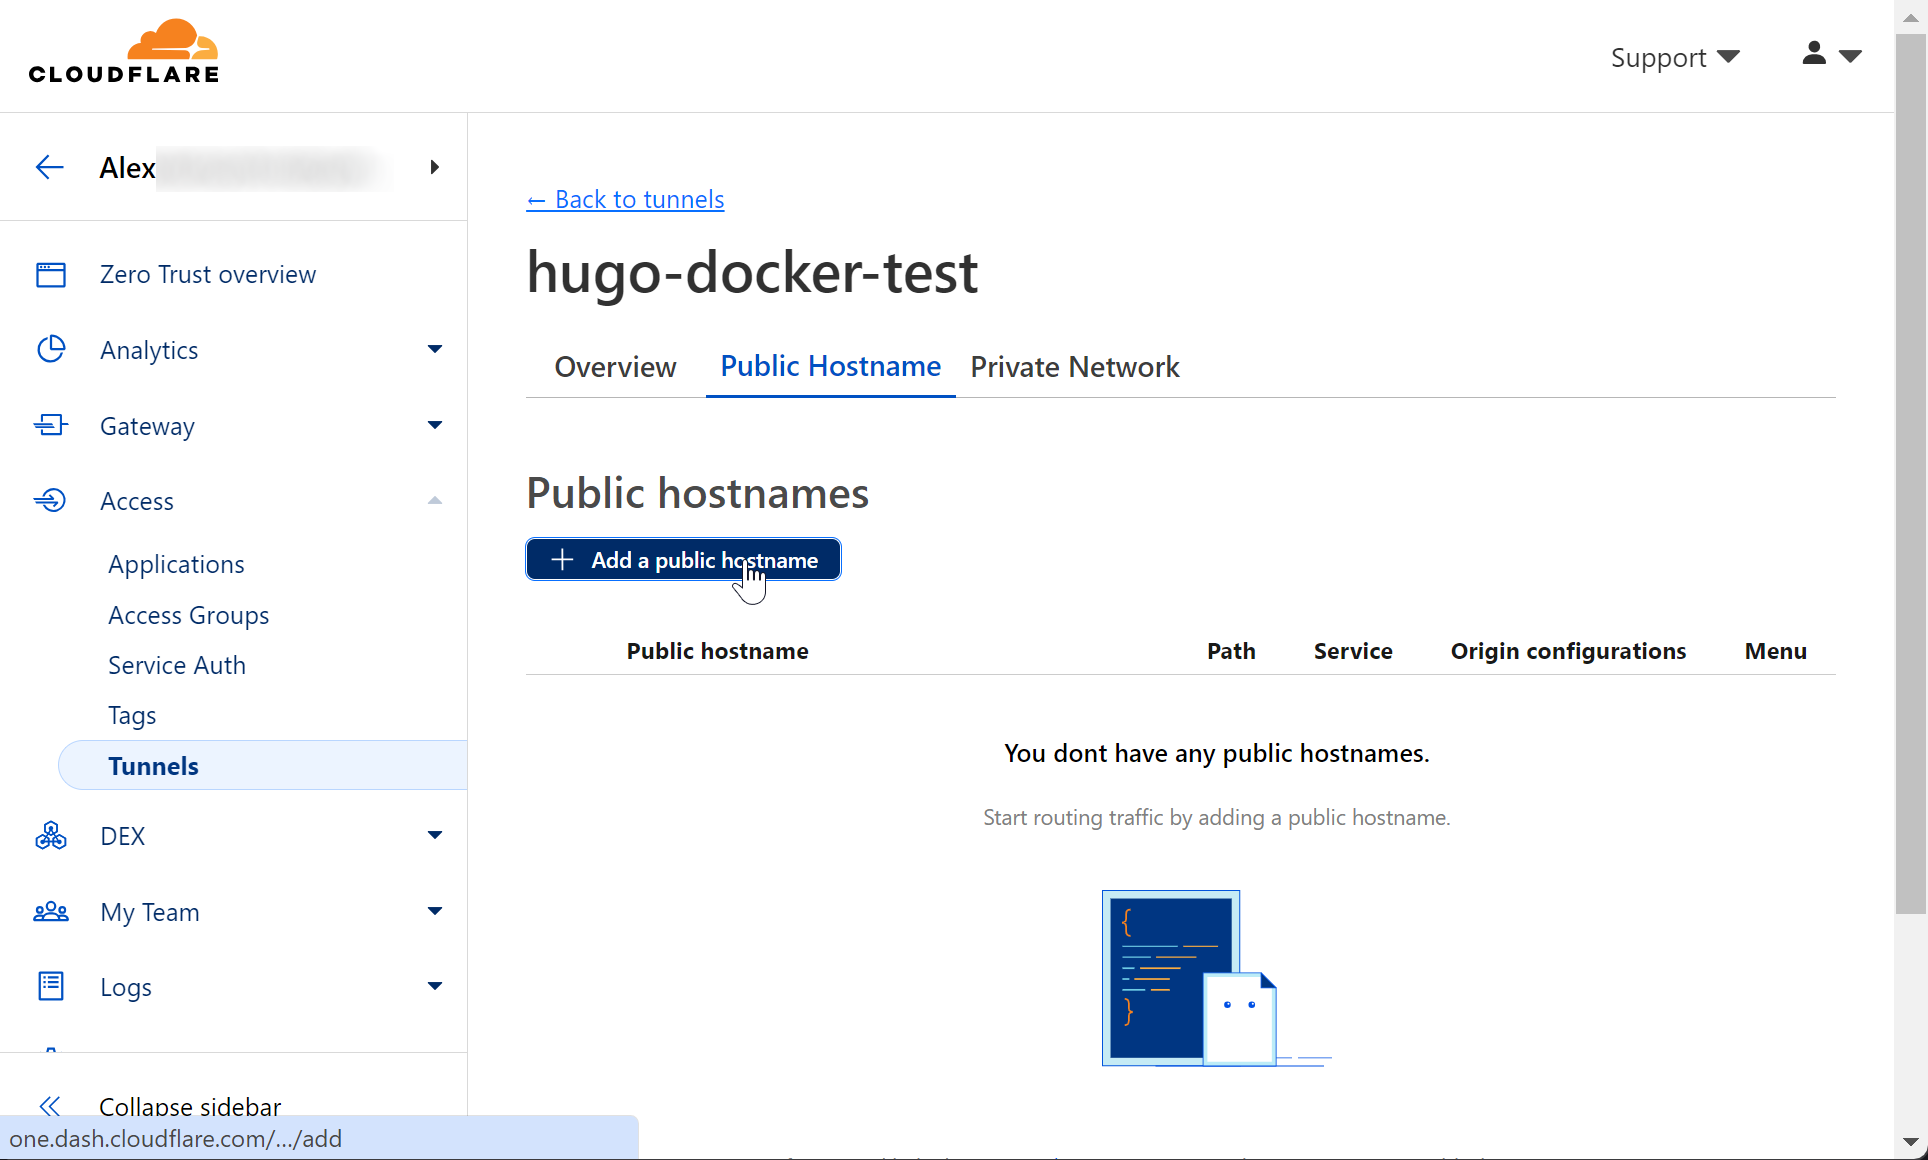 CLOUDFLARE
Support
Alex
← Back to tunnels
hugo-docker-test
Zero Trust overview
Analytics
Gateway
Access
Applications
Access Groups
Service Auth
Tags
Tunnels
DEX
My Team
Logs
Collapse sidebar
Overview Public Hostname Private Network
Public hostnames
+ Add a public hostname
Public hostname Path Service Origin configurations Menu
You dont have any public hostnames.
Start routing traffic by adding a public hostname.
{
}
one.dash.cloudflare.com/.../add